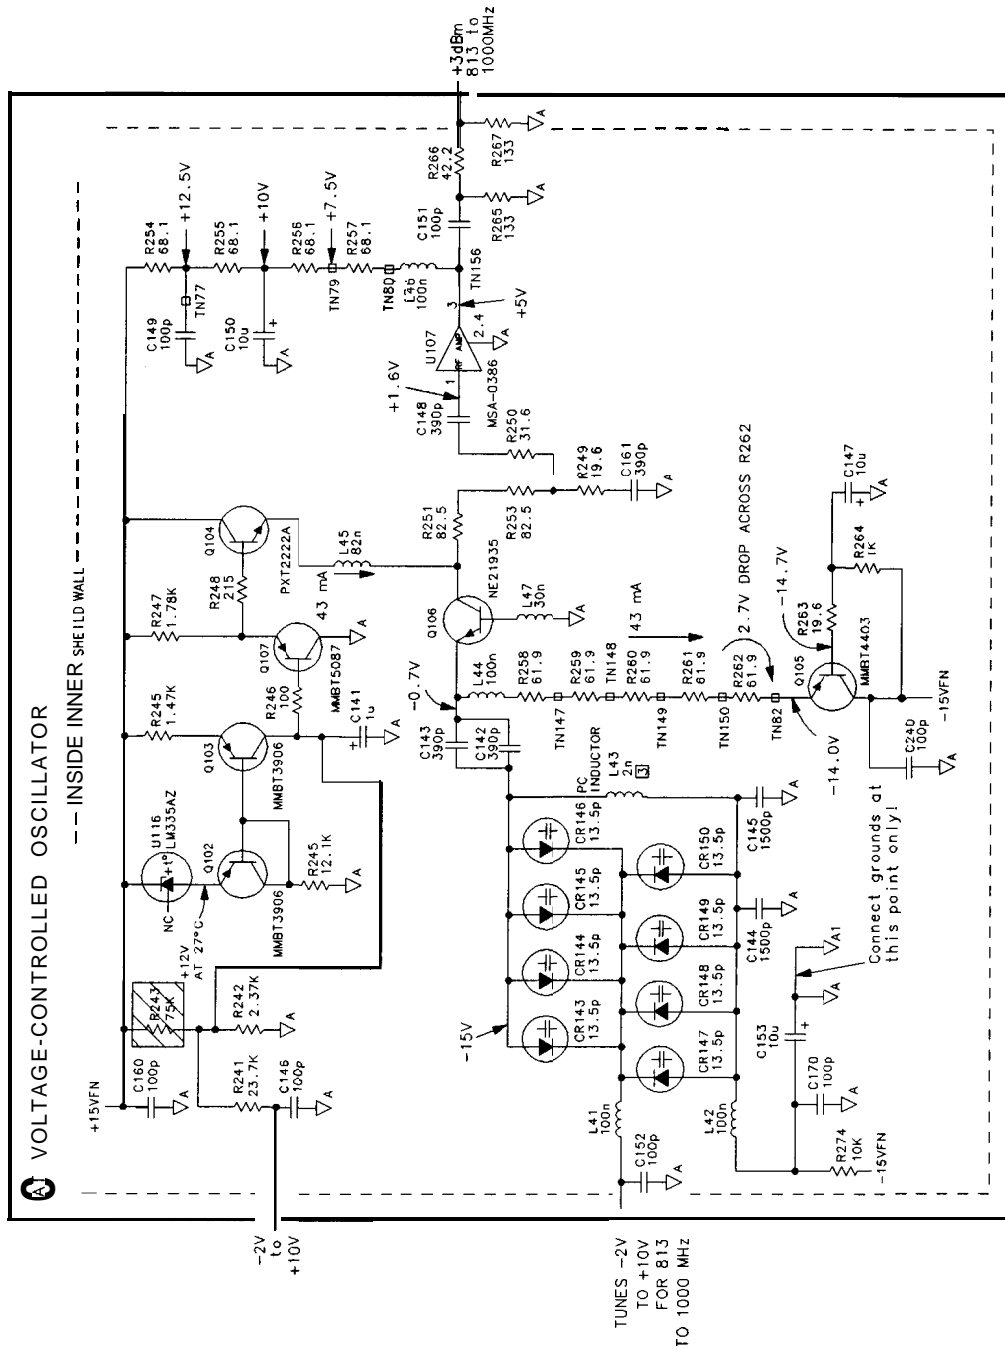 VOLTAGE-CONTROLLED OSCILLATOR
INSIDE INNER SHEILD WALL
+15VFN
C160
100p
A
R243
75K
R241
23.7K
C146
100p
A
R242
2.37K
A
-2V
to
+10V
NC
U116
LM335AZ
+t°
+12V
AT 27°C
Q102
MMBT3906
R245
12.1K
A
R245
1.47K
Q103
MMBT3906
R246
100
C141
1u
+
A
R247
1.78K
Q107
MMBT5087
A
R248
215
Q104
PXT2222A
43 mA
L45
82n
R254
68.1
+12.5V
TN77
C149
100p
A
R255
68.1
+10V
C150
10u
+
A
R256
68.1
+7.5V
TN79
R257
68.1
TN80
L46
100n
TN156
U107
RF AMP
1
3
2.4
MSA-0386
A
+5V
+1.6V
C148
390p
R250
31.6
C151
100p
R265
133
A
R266
42.2
R267
133
A
+3dBm
813 to
1000MHz
R251
82.5
R253
82.5
R249
19.6
C161
390p
A
Q106
NE21935
L47
30n
A
-0.7V
C143
390p
C142
390p
L44
100n
R258
61.9
TN147
R259
61.9
TN148
R260
61.9
TN149
43 mA
R261
61.9
TN150
R262
61.9
TN82
2.7V DROP ACROSS R262
-14.0V
Q105
MMBT4403
-14.7V
R263
19.6
R264
1K
C147
10u
+
A
-15VFN
C240
100p
A
PC
INDUCTOR
L43
2n
3
-15V
CR146
13.5p
CR145
13.5p
CR144
13.5p
CR143
13.5p
CR150
13.5p
CR149
13.5p
CR148
13.5p
CR147
13.5p
C145
1500p
A
C144
1500p
A
L41
100n
L42
100n
C152
100p
A
TUNES -2V
TO +10V
FOR 813
TO 1000 MHz
C153
10u
+
A
A1
Connect grounds at
this point only!
C170
100p
A
R274
10K
-15VFN